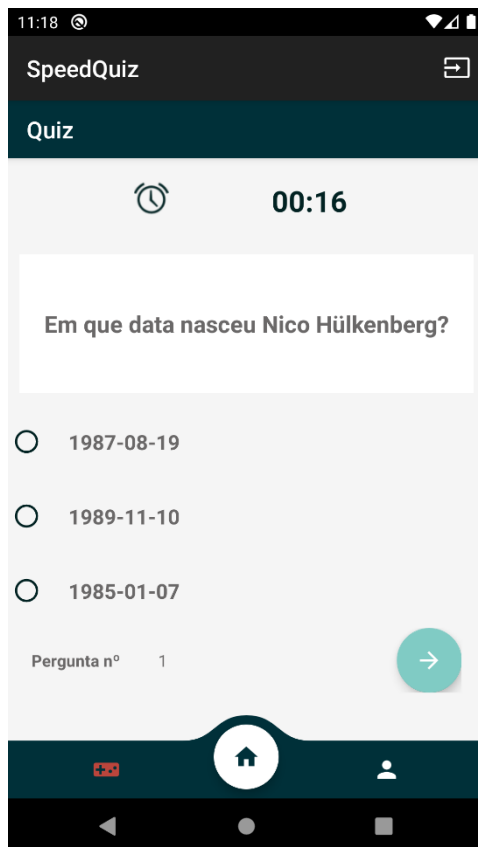 11:18
SpeedQuiz
Quiz
00:16
Em que data nasceu Nico Hülkenberg?
1987-08-19
1989-11-10
1985-01-07
Pergunta nº 1